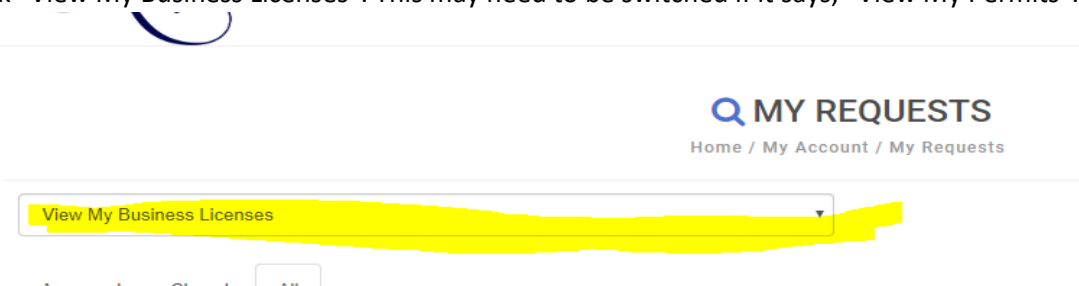 "View My Business Licenses". This may need to be switched if it says, "View My Permits".
MY REQUESTS
Home / My Account / My Requests
View My Business Licenses
All